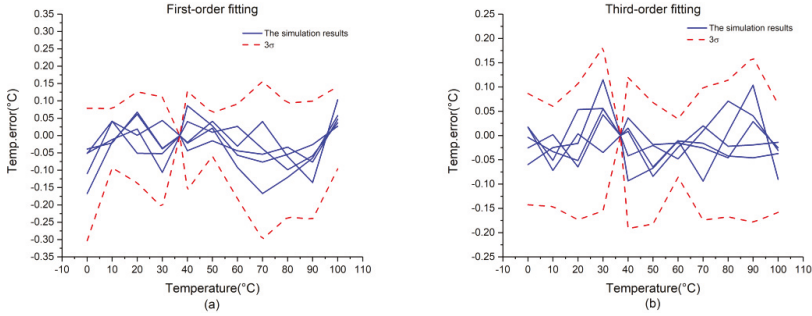 First-order fitting
The simulation results
3σ
Temp.error(°C)
0.35
0.30
0.25
0.20
0.15
0.10
0.05
0.00
-0.05
-0.10
-0.15
-0.20
-0.25
-0.30
-0.35
-10 0 10 20 30 40 50 60 70 80 90 100 110
Temperature(°C)
(a)
Third-order fitting
The simulation results
3σ
Temp.error(°C)
0.25
0.20
0.15
0.10
0.05
0.00
-0.05
-0.10
-0.15
-0.20
-0.25
-10 0 10 20 30 40 50 60 70 80 90 100 110
Temperature(°C)
(b)